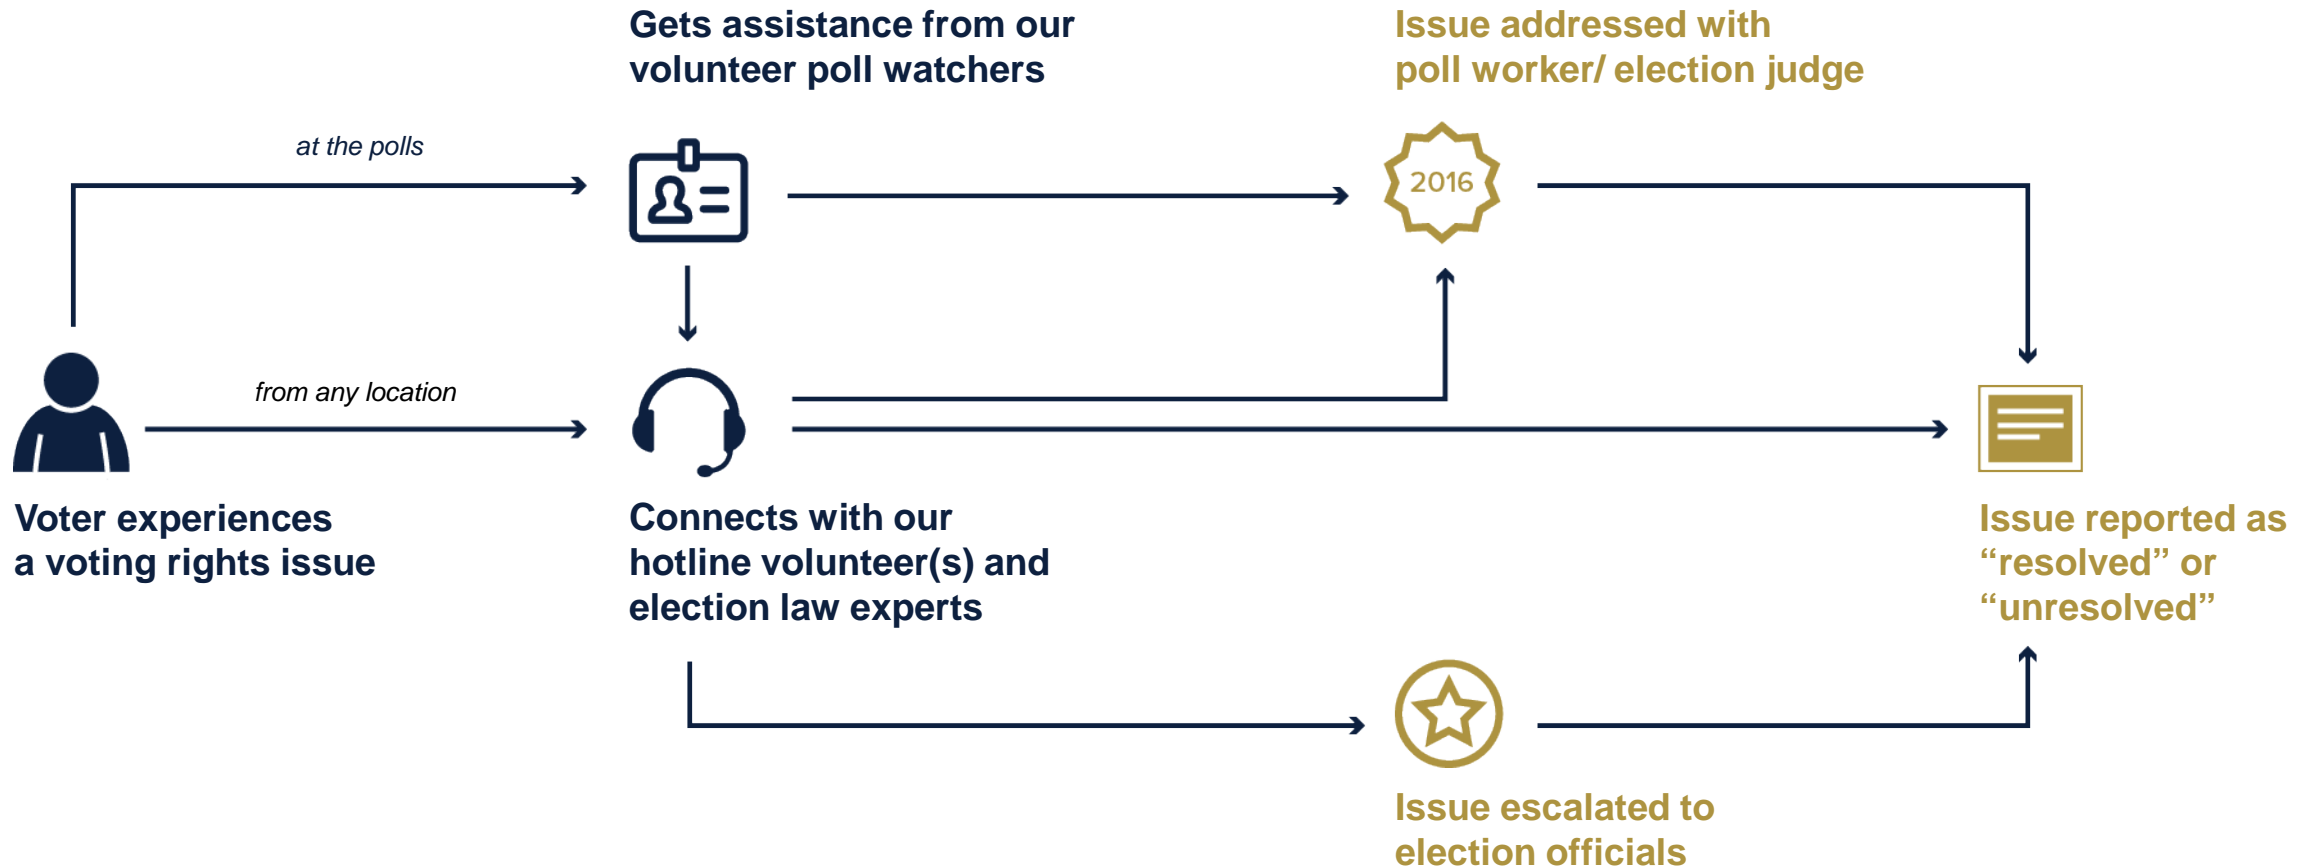 Gets assistance from our
volunteer poll watchers
Issue addressed with
poll worker/ election judge
at the polls
2016
from any location
Voter experiences
a voting rights issue
Connects with our
hotline volunteer(s) and
election law experts
Issue reported as
“resolved” or
“unresolved”
Issue escalated to
election officials